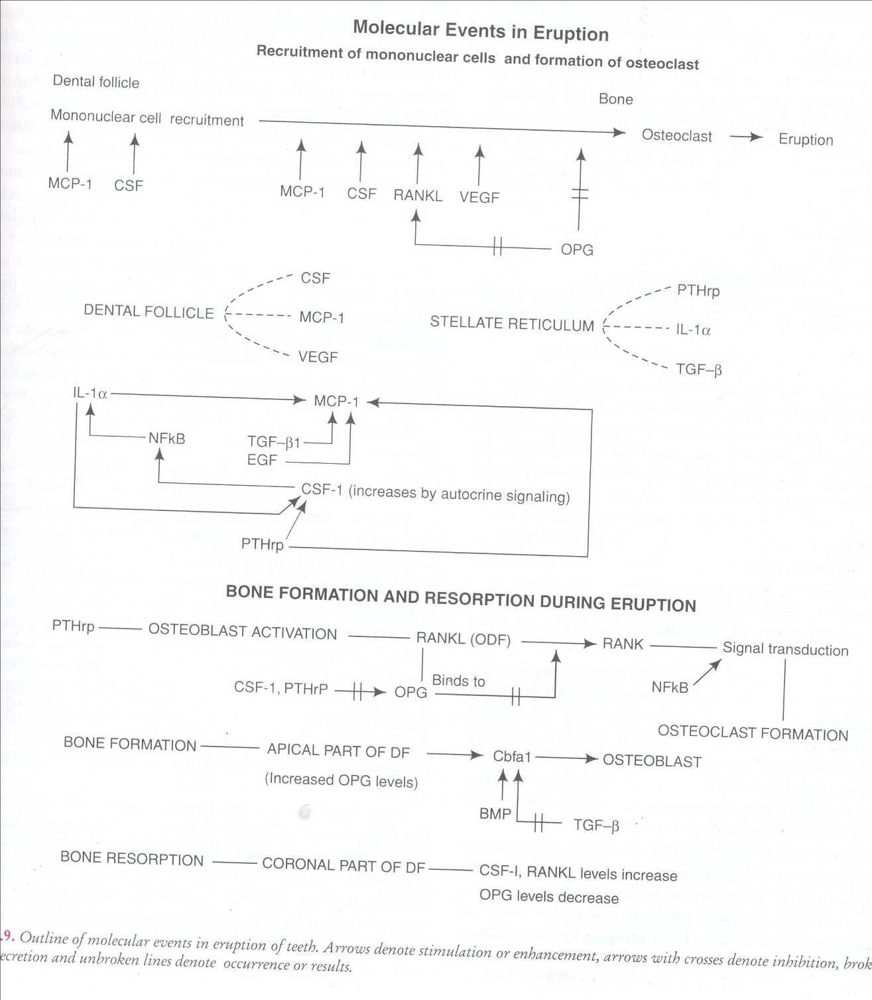 Molecular Events in Eruption
Recruitment of mononuclear cells and formation of osteoclast
Dental follicle
Bone
Mononuclear cell recruitment
Osteoclast
Eruption
MCP-1
CSF
MCP-1
CSF
RANKL
VEGF
OPG
CSF
DENTAL FOLLICLE
MCP-1
VEGF
PTHrp
STELLATE RETICULUM
IL-1α
TGF–β
IL-1α
MCP-1
NFkB
TGF–β1
EGF
CSF-1 (increases by autocrine signaling)
PTHrp
BONE FORMATION AND RESORPTION DURING ERUPTION
PTHrp
OSTEOBLAST ACTIVATION
RANKL (ODF)
RANK
Signal transduction
CSF-1, PTHrP
OPG
Binds to
NFkB
OSTEOCLAST FORMATION
BONE FORMATION
APICAL PART OF DF
Cbfa1
OSTEOBLAST
(Increased OPG levels)
BMP
TGF–β
BONE RESORPTION
CORONAL PART OF DF
CSF-I, RANKL levels increase
OPG levels decrease
.9. Outline of molecular events in eruption of teeth. Arrows denote stimulation or enhancement, arrows with crosses denote inhibition, brok
ecretion and unbroken lines denote occurrence or results.